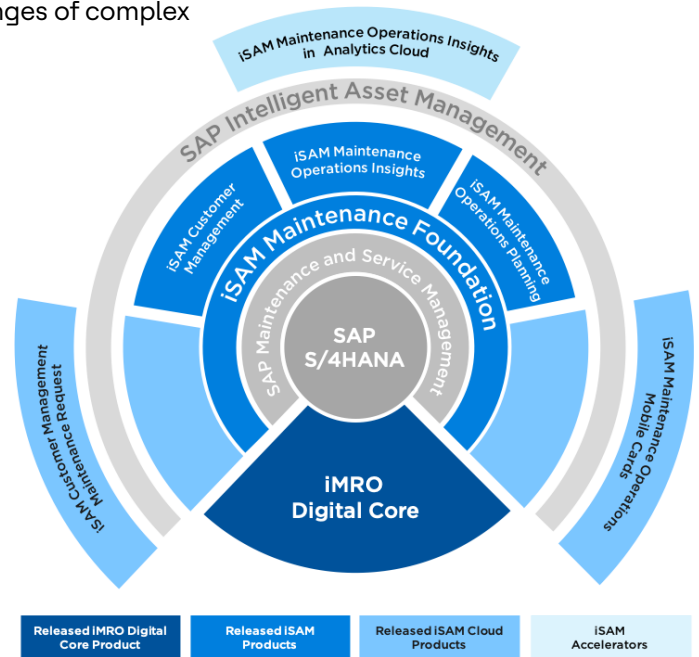 nges of complex
iSAM Maintenance Operations Insights
in Analytics Cloud
SAP Intelligent Asset Management
iSAM Maintenance
Operations Insights
iSAM Customer
Management
iSAM Maintenance
Operations Planning
iSAM Maintenance Foundation
SAP Maintenance and Service Management
SAP
S/4HANA
iSAM Customer Management
Maintenance Request
iSAM Maintenance Operations
Mobile Cards
iMRO
Digital Core
Released iMRO Digital
Core Product
Released iSAM
Products
Released iSAM Cloud
Products
iSAM
Accelerators